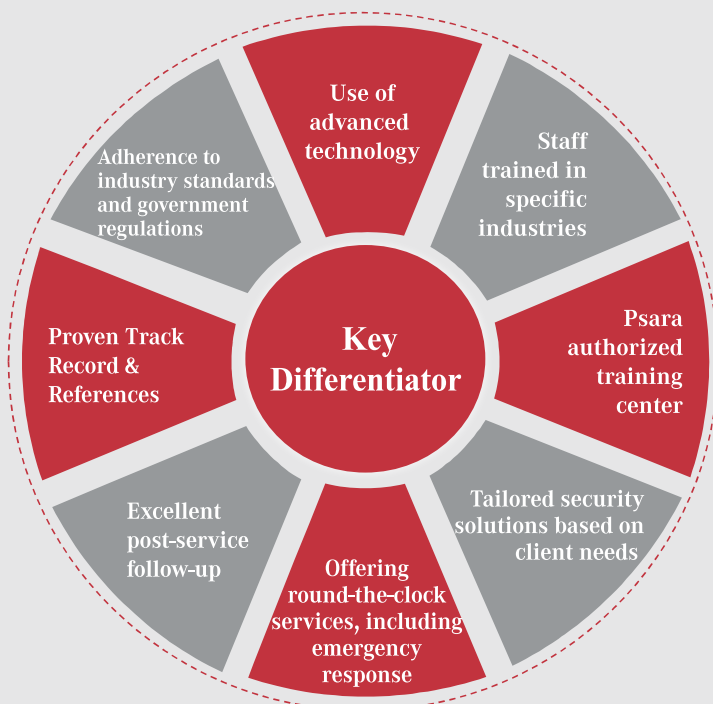 Use of
advanced
technology
Staff
trained in
specific
industries
Psara
authorized
training
center
Tailored security
solutions based on
client needs
Offering
round-the-clock
services, including
emergency
response
Excellent
post-service
follow-up
Proven Track
Record &
References
Adherence to
industry standards
and government
regulations
Key
Differentiator